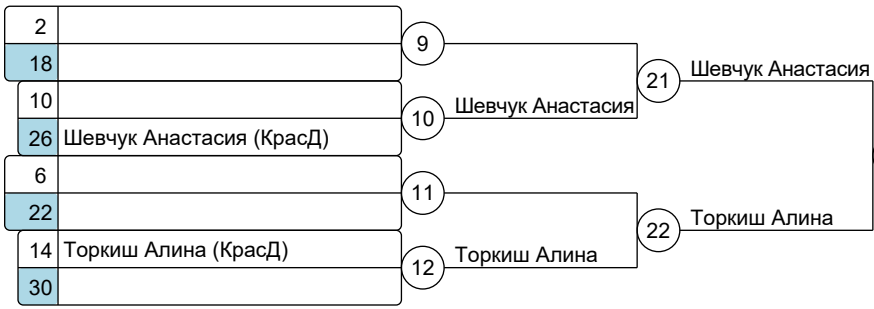 2
9
18
21 Шевчук Анастасия
10
10 Шевчук Анастасия
26 Шевчук Анастасия (КрасД)
6
11
22
22 Торкиш Алина
14 Торкиш Алина (КрасД)
12 Торкиш Алина
30